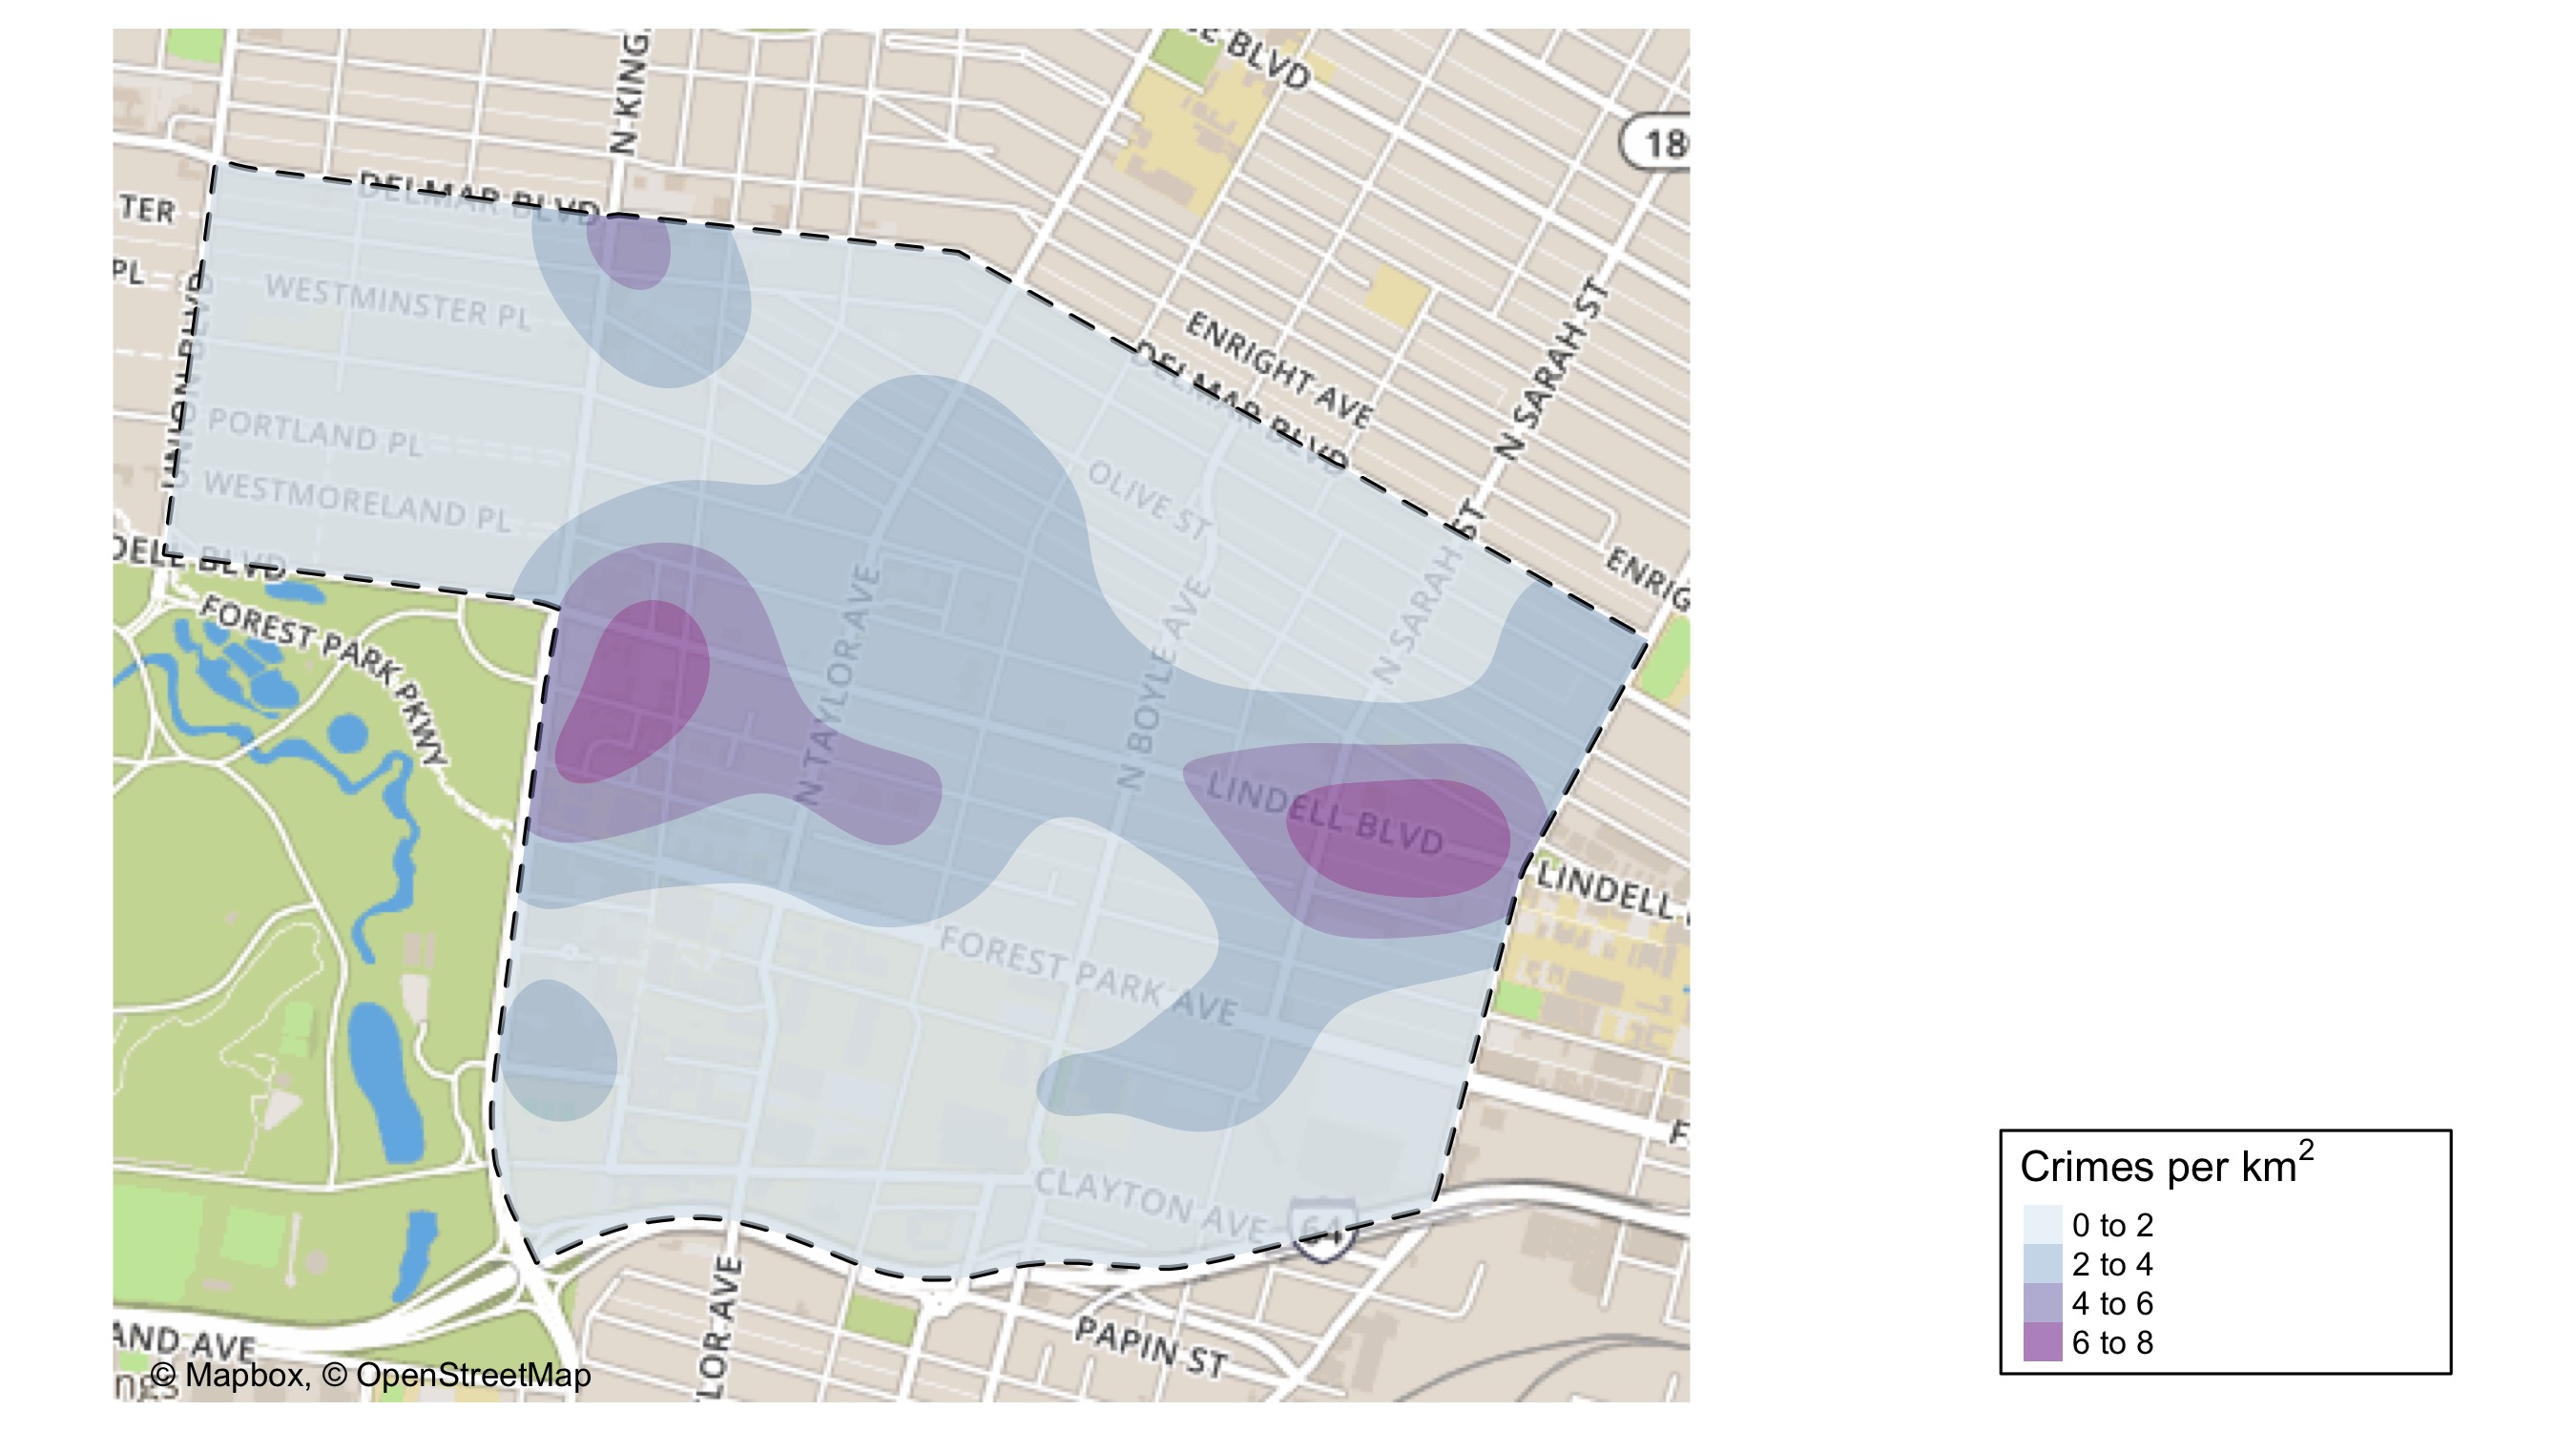 BLVD
N KING
18
DELMAR BLVD
TER
PL
WESTMINSTER PL
ENRIGHT AVE
N SARAH ST
DELMAR BLVD
PORTLAND PL
OLIVE ST
WESTMORELAND PL
ST
DELL BLVD
ENRIG
FOREST PARK PKWY
N TAYLOR AVE
N BOYLE AVE
N SARAH
LINDELL BLVD
LINDELL
FOREST PARK AVE
CLAYTON AVE
64
F
PAPIN ST
LOR AVE
AND AVE
© Mapbox, © OpenStreetMap
Crimes per km²
0 to 2
2 to 4
4 to 6
6 to 8